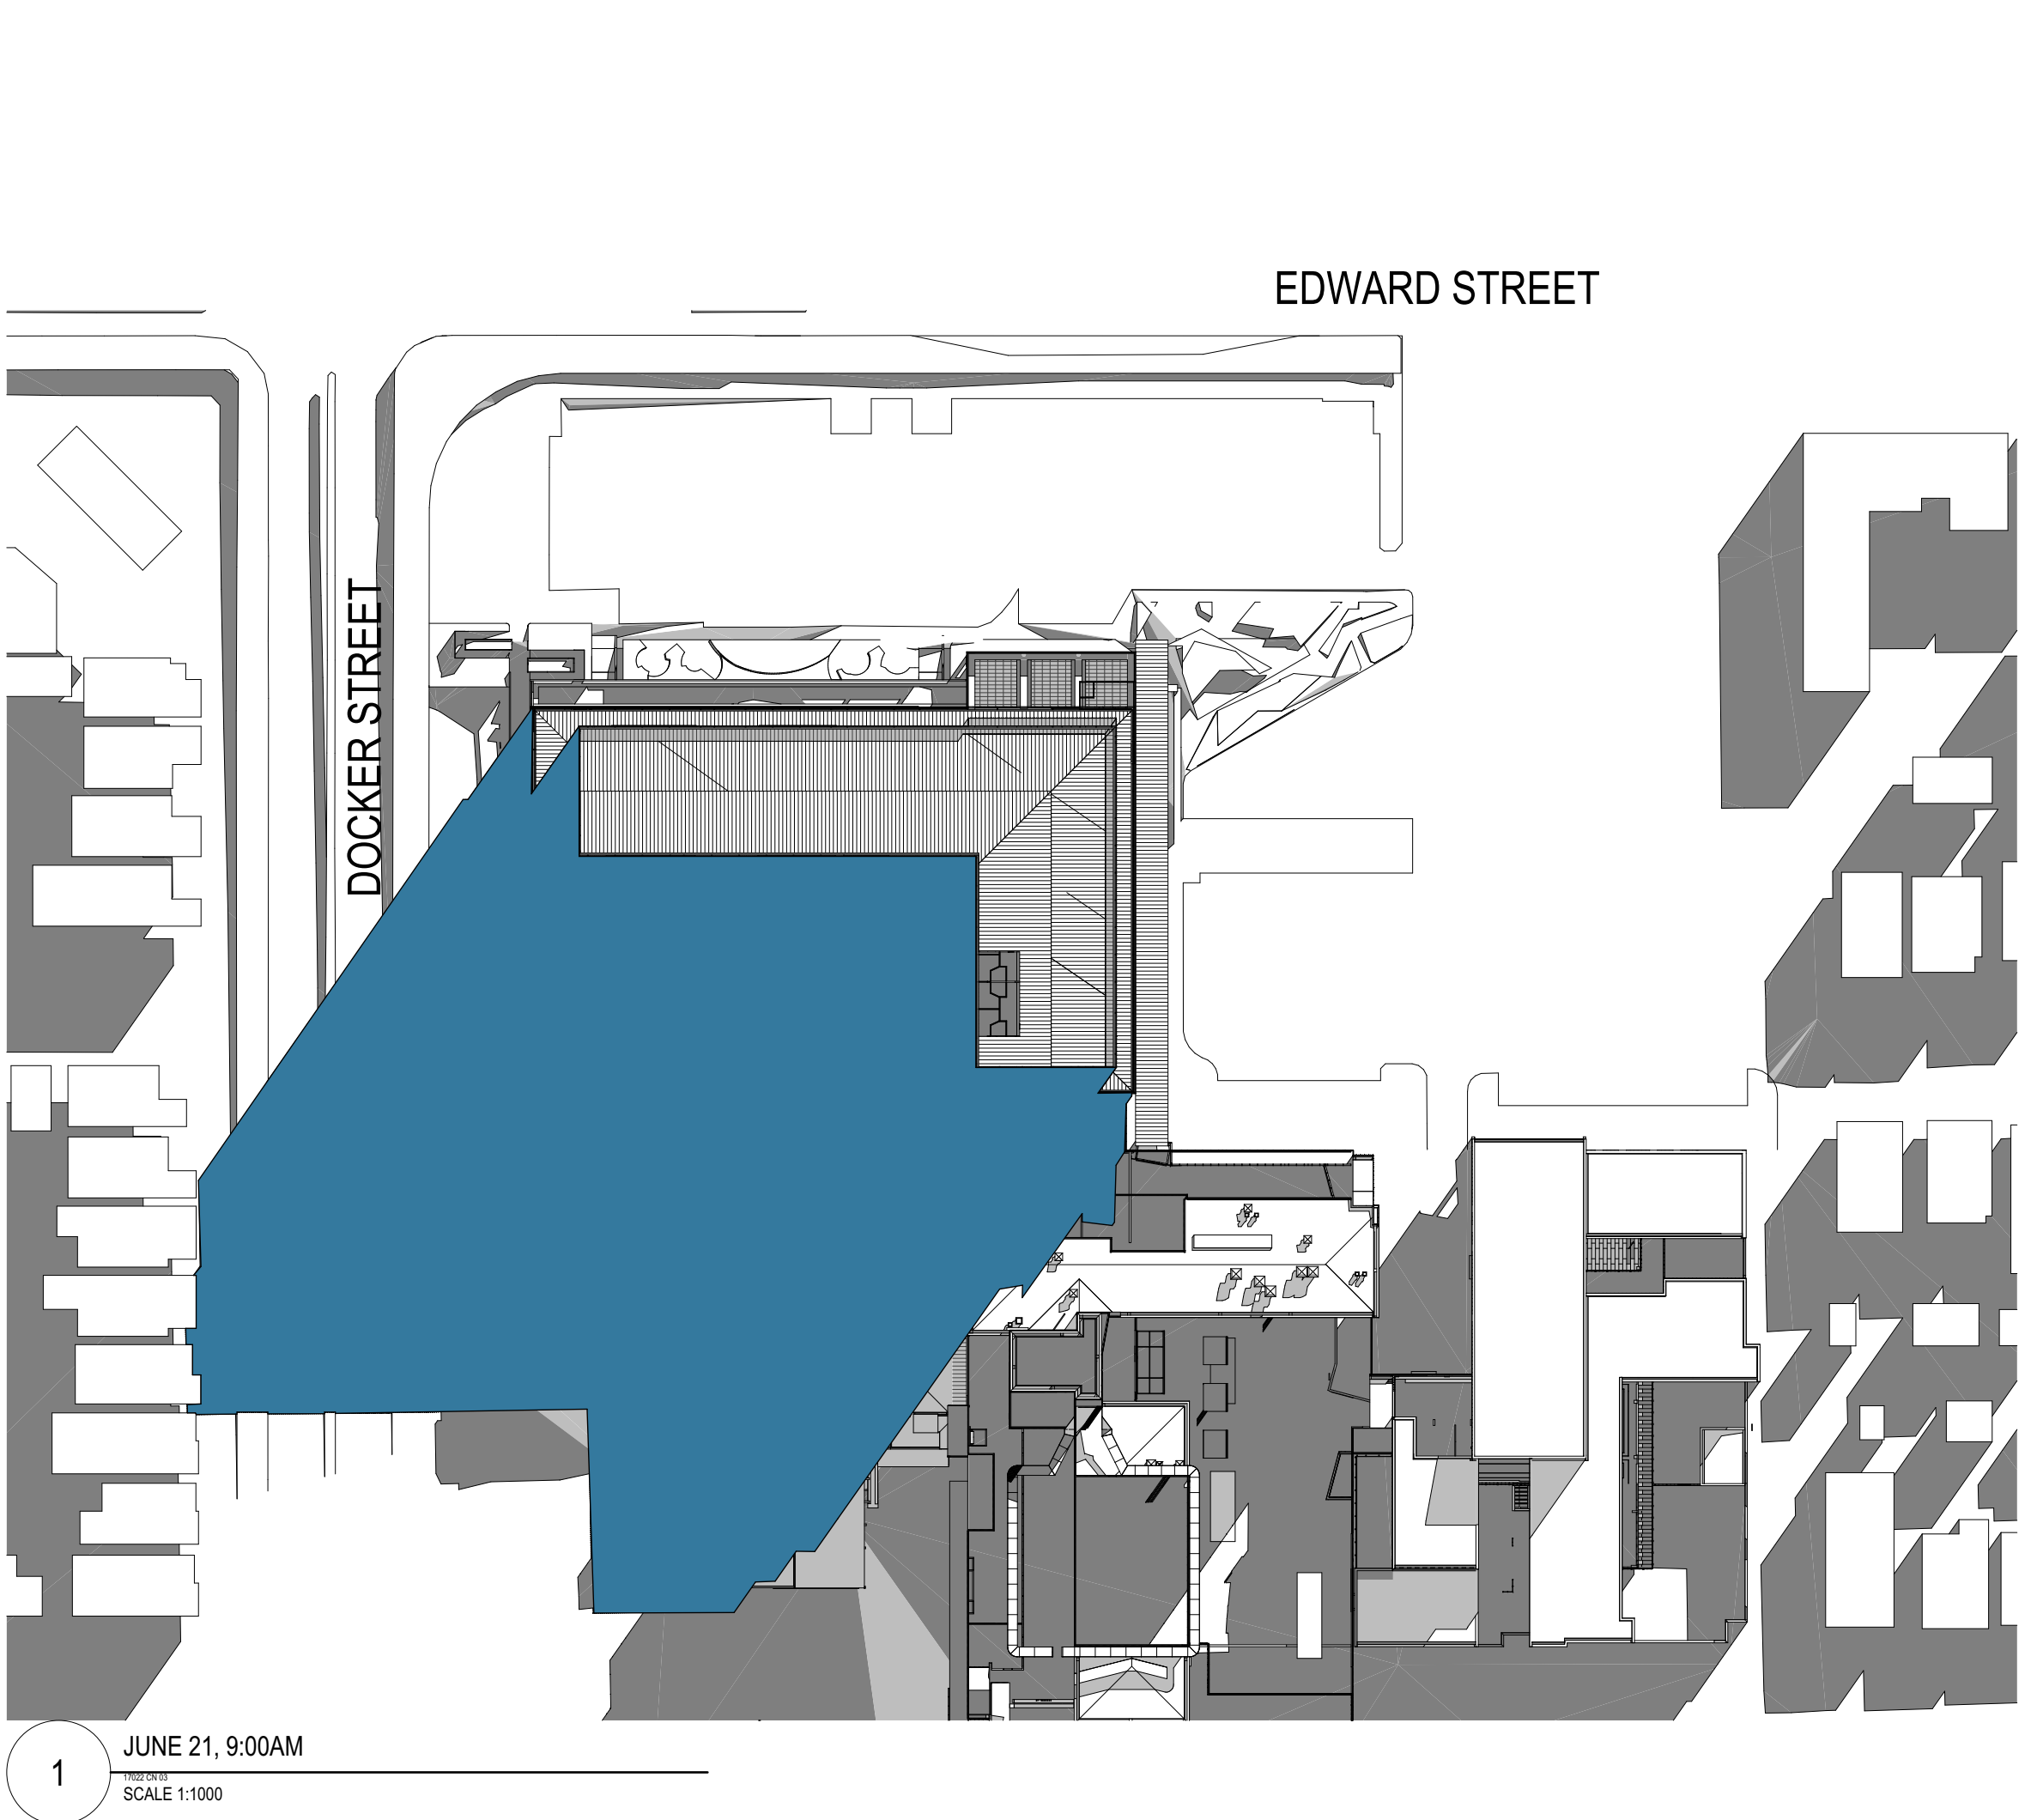 EDWARD STREET
DOCKER STREET
1
JUNE 21, 9:00AM
17022 CN 03
SCALE 1:1000